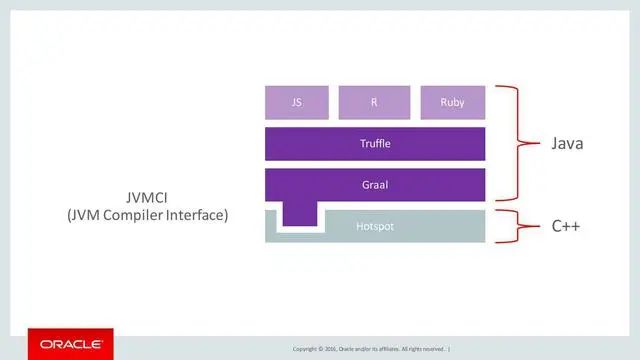 JS R Ruby
Truffle
Java
Graal
JVMCI
(JVM Compiler Interface)
Hotspot
C++
ORACLE®
Copyright © 2016, Oracle and/or its affiliates. All rights reserved. |